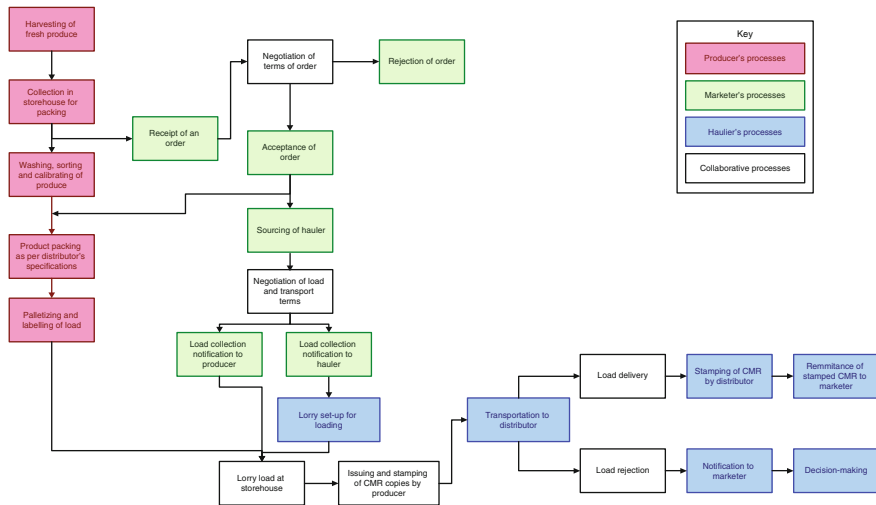 Harvesting of
fresh produce
Collection in
storehouse for
packing
Washing, sorting
and calibrating of
produce
Product packing
as per distributor's
specifications
Palletizing and
labelling of load
Receipt of an
order
Negotiation of
terms of order
Rejection of order
Acceptance of
order
Sourcing of hauler
Negotiation of load
and transport
terms
Load collection
notification to
producer
Load collection
notification to
hauler
Lorry set-up for
loading
Lorry load at
storehouse
Issuing and stamping
of CMR copies by
producer
Transportation to
distributor
Load delivery
Stamping of CMR
by distributor
Remmitance of
stamped CMR to
marketer
Load rejection
Notification to
marketer
Decision-making
Key
Producer's processes
Marketer's processes
Haulier's processes
Collaborative processes